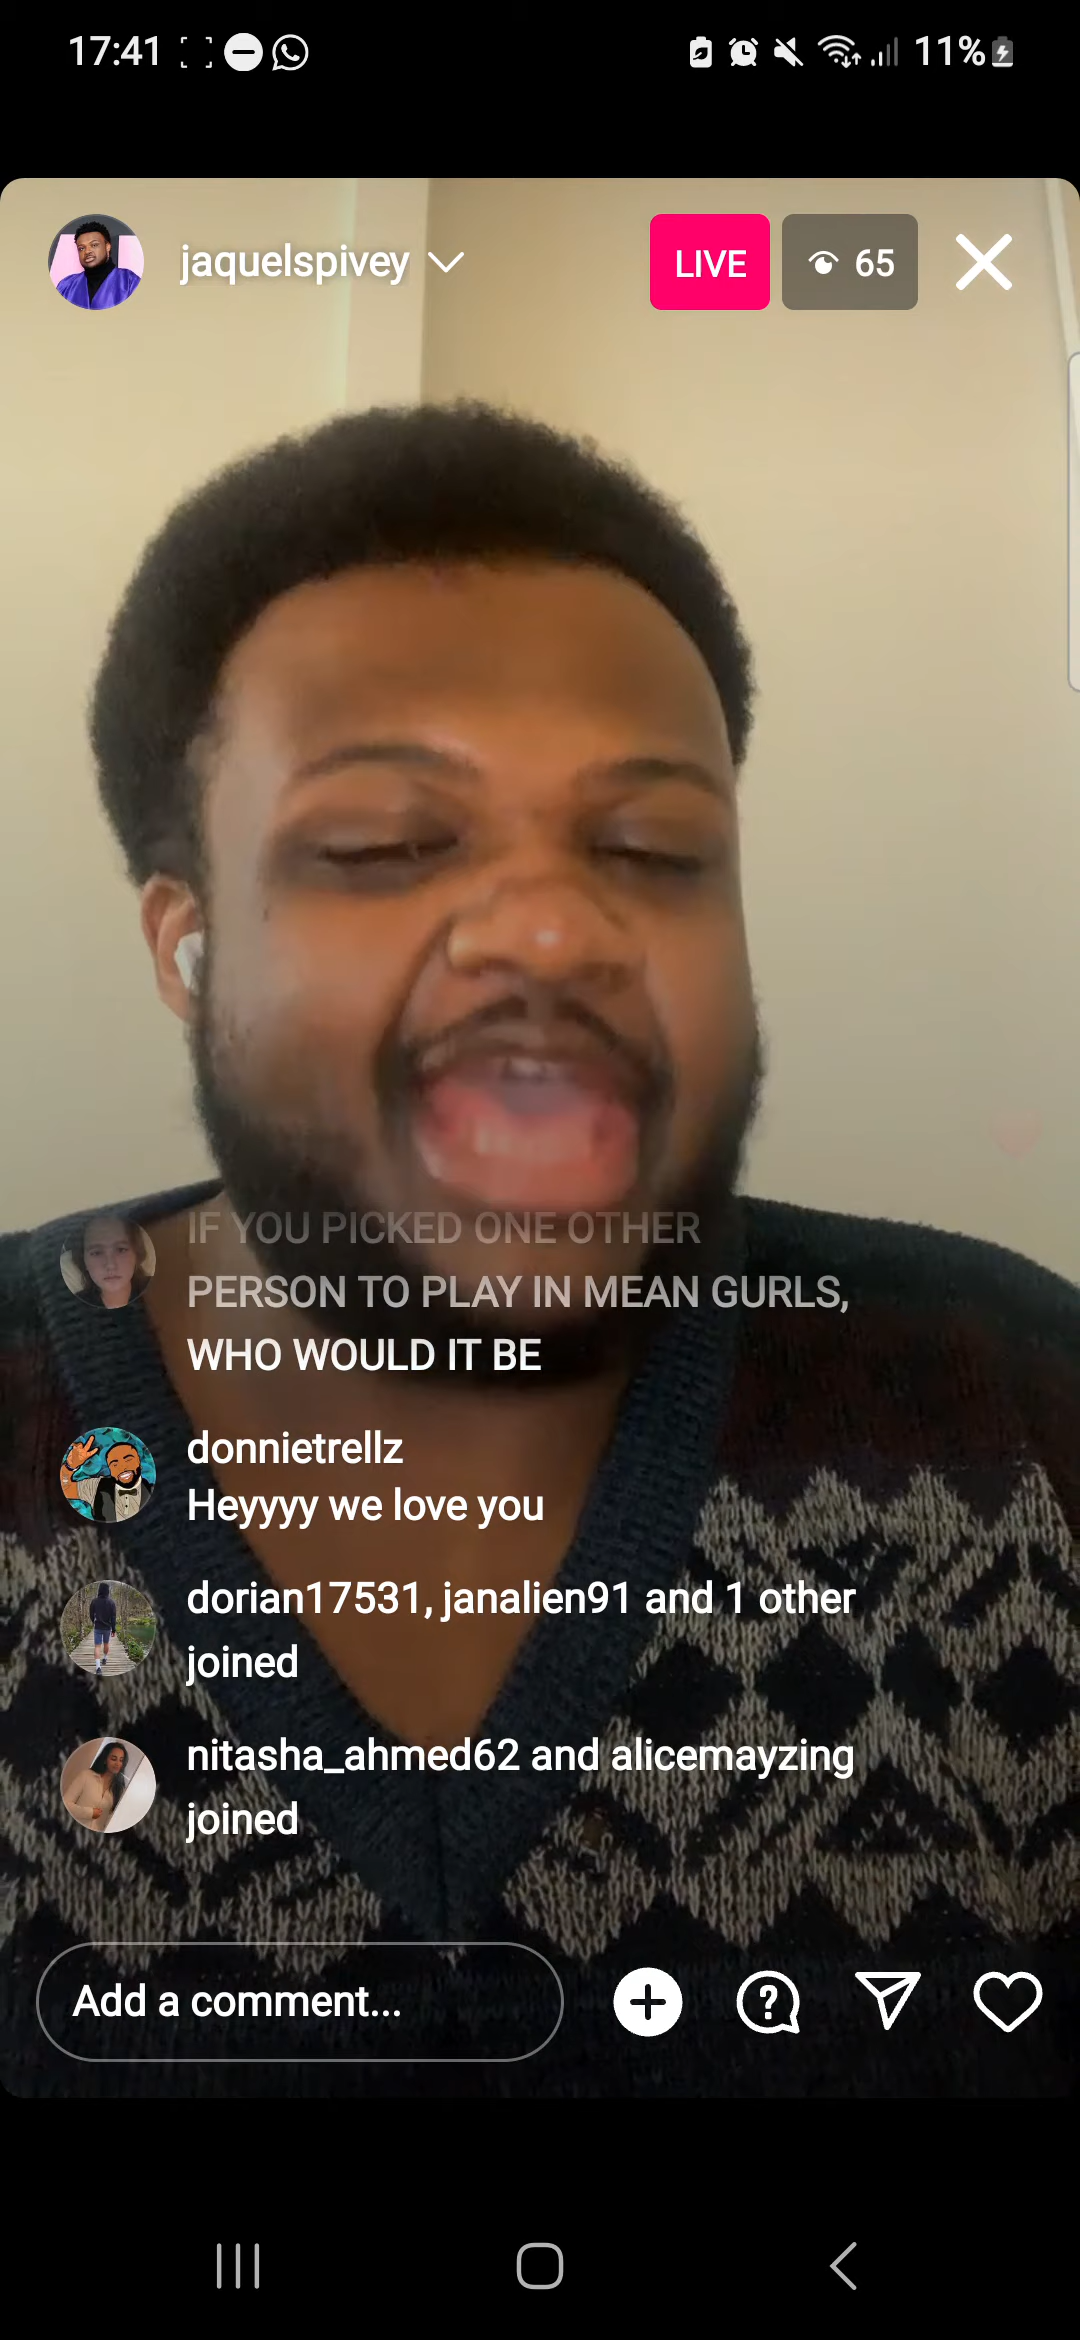 17:41
11%
jaquelspivey
LIVE
65
IF YOU PICKED ONE OTHER
PERSON TO PLAY IN MEAN GURLS,
WHO WOULD IT BE
donnietrellz
Heyyyy we love you
dorian17531, janalien91 and 1 other
joined
nitasha_ahmed62 and alicemayzing
joined
Add a comment...